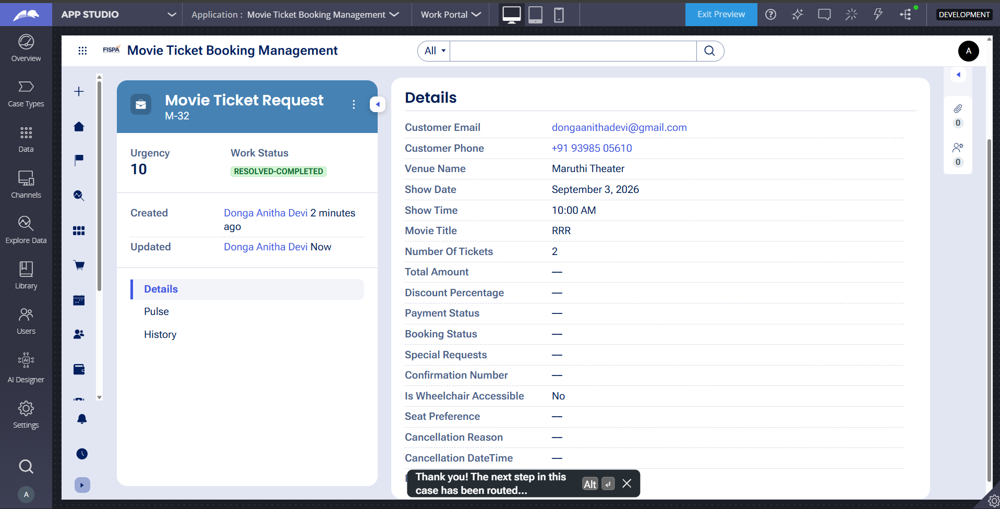 APP STUDIO
Application : Movie Ticket Booking Management
Work Portal
Exit Preview
DEVELOPMENT
Overview
Case Types
Data
Channels
Explore Data
Library
Users
AI
AI Designer
Settings
A
FISPA
Movie Ticket Booking Management
All
A
Movie Ticket Request
M-32
Urgency
10
Work Status
RESOLVED-COMPLETED
Created
Donga Anitha Devi 2 minutes
ago
Updated
Donga Anitha Devi Now
Details
Pulse
History
Details
Customer Email
dongaanithadevi@gmail.com
Customer Phone
+91 93985 05610
Venue Name
Maruthi Theater
Show Date
September 3, 2026
Show Time
10:00 AM
Movie Title
RRR
Number Of Tickets
2
Total Amount
—
Discount Percentage
—
Payment Status
—
Booking Status
—
Special Requests
—
Confirmation Number
—
Is Wheelchair Accessible
No
Seat Preference
—
Cancellation Reason
—
Cancellation DateTime
—
Thank you! The next step in this
case has been routed...
Alt
0
0